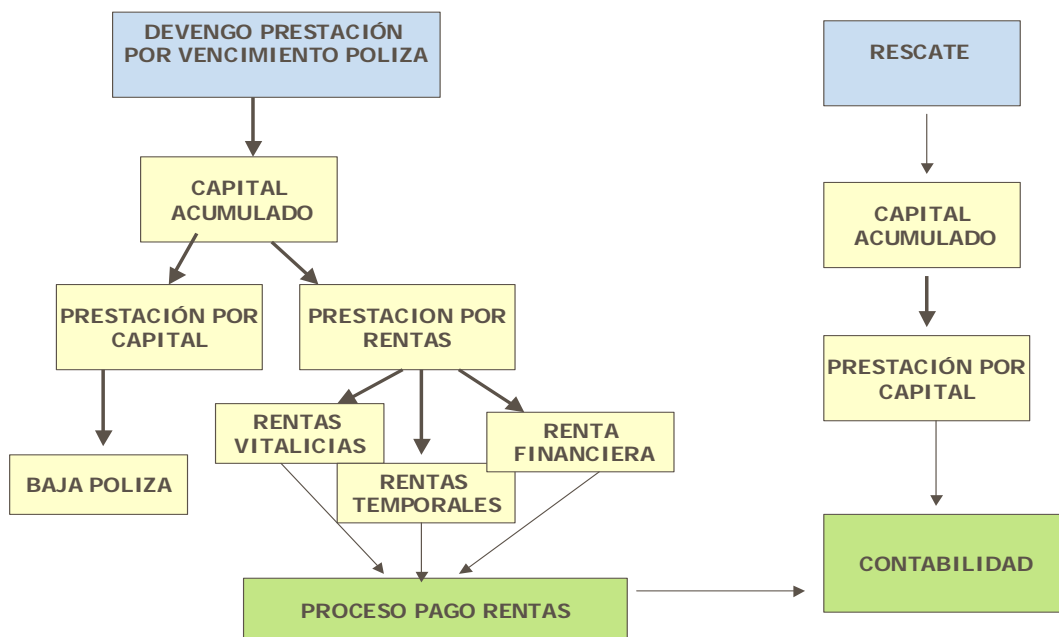 DEVENGO PRESTACIÓN
POR VENCIMIENTO POLIZA
RESCATE
CAPITAL
ACUMULADO
CAPITAL
ACUMULADO
PRESTACIÓN POR
CAPITAL
PRESTACION POR
RENTAS
PRESTACIÓN POR
CAPITAL
RENTAS
VITALICIAS
RENTA
FINANCIERA
BAJA POLIZA
RENTAS
TEMPORALES
CONTABILIDAD
PROCESO PAGO RENTAS